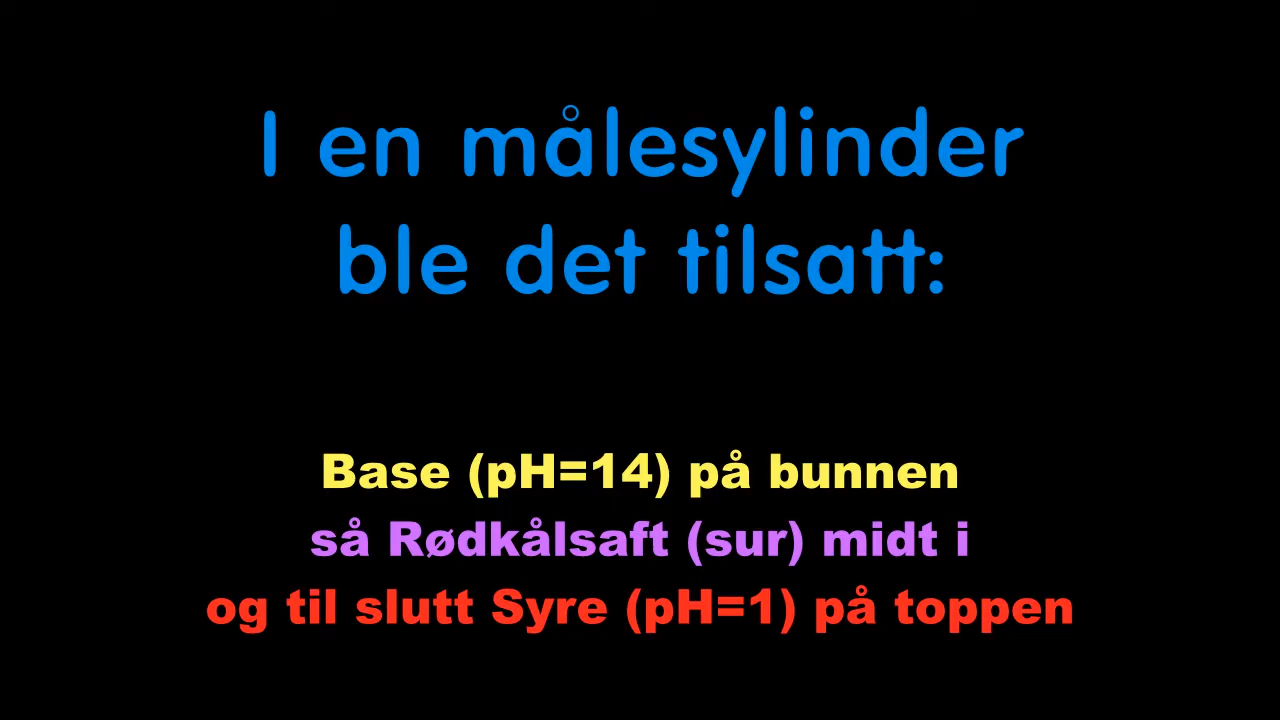 I en målesylinder
ble det tilsatt:
Base (pH=14) på bunnen
så Rødkålsaft (sur) midt i
og til slutt Syre (pH=1) på toppen